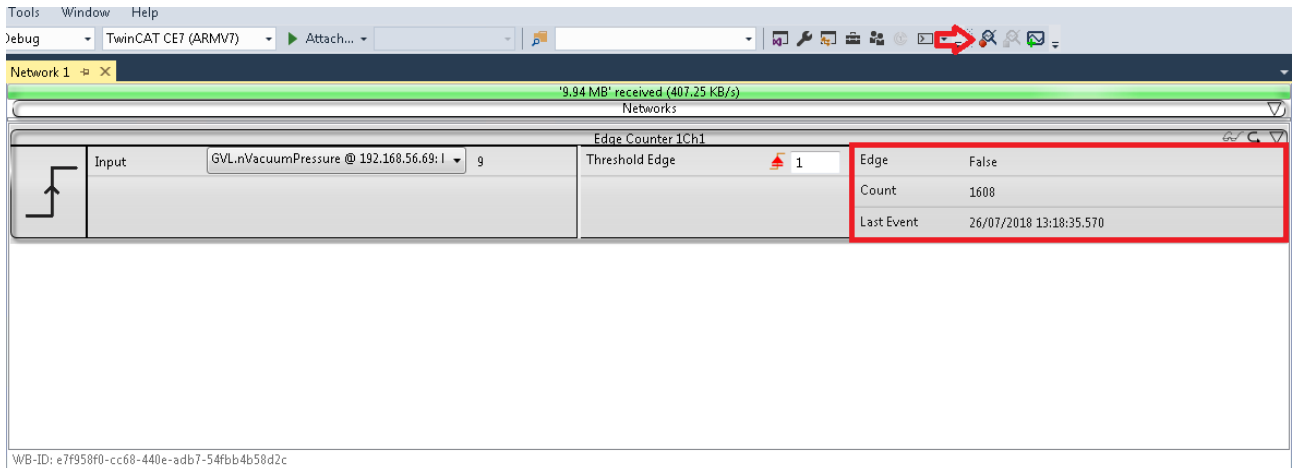 Tools Window Help
Debug TwinCAT CE7 (ARMV7) Attach...
Network 1
'9.94 MB' received (407.25 KB/s)
Networks
Edge Counter 1Ch1
Input GVL.nVacuumPressure @ 192.168.56.69: 9 Threshold Edge 1 Edge False
Count 1608
Last Event 26/07/2018 13:18:35.570
WB-ID: e7f958f0-cc68-440e-adb7-54fbb4b58d2c